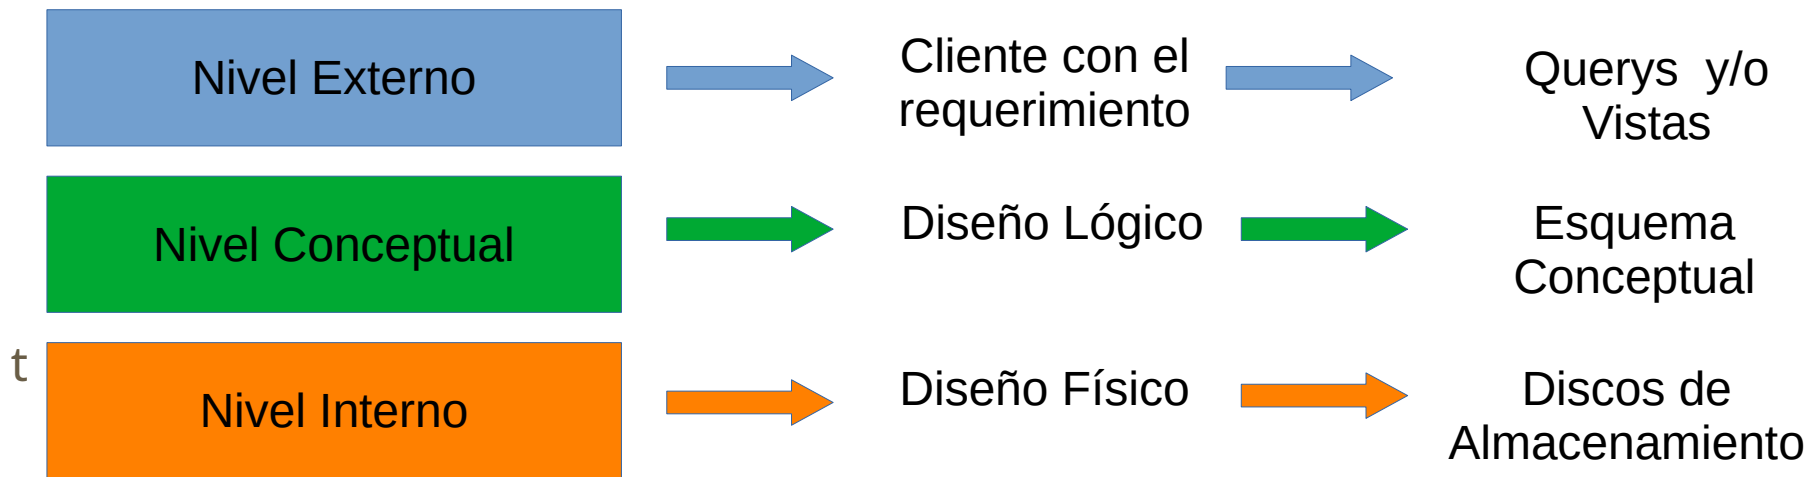 Nivel Externo
Cliente con el
requerimiento
Querys y/o
Vistas
Nivel Conceptual
Diseño Lógico
Esquema
Conceptual
t
Nivel Interno
Diseño Físico
Discos de
Almacenamiento